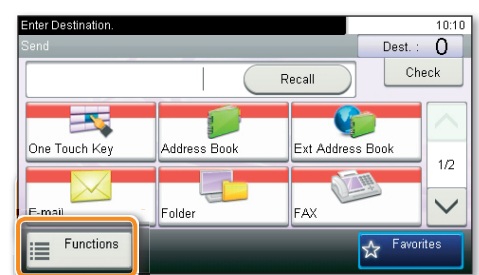 Enter Destination. 10:10
Send Dest. : 0
Recall Check
One Touch Key Address Book Ext Address Book
1/2
E-mail Folder FAX
Functions Favorites